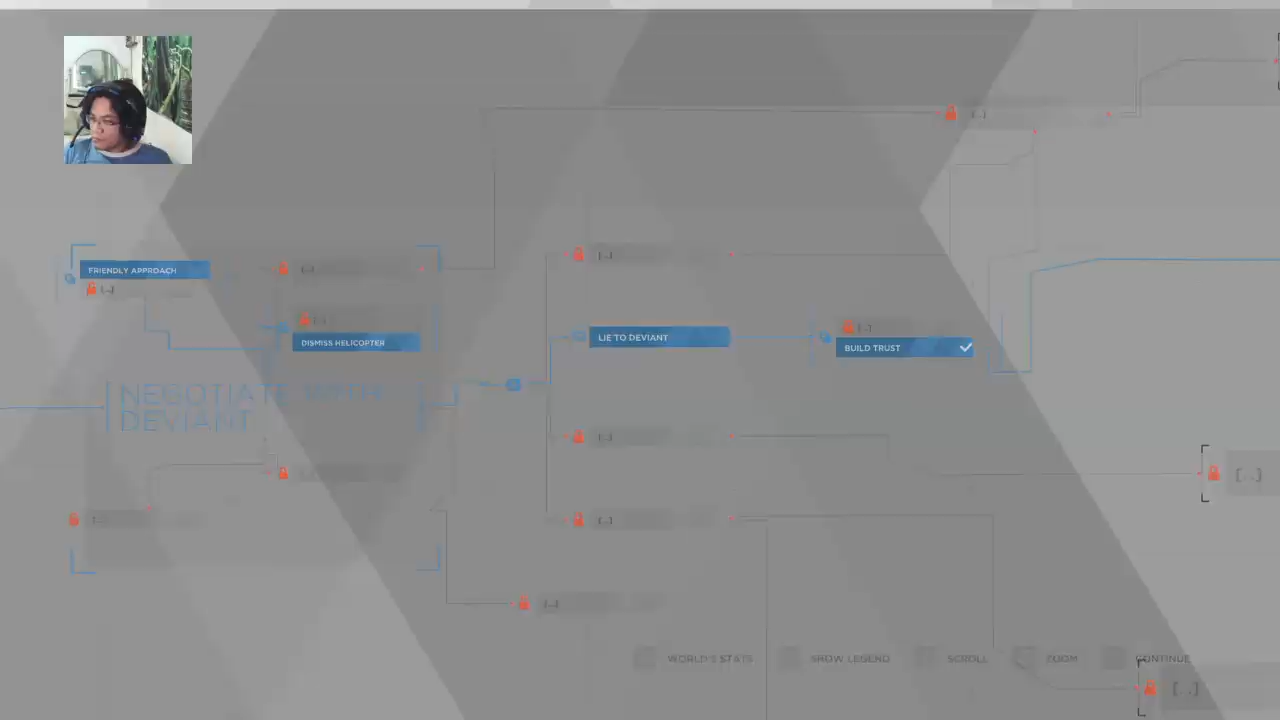 [...]
FRIENDLY APPROACH
[...]
[...]
[...]
[...]
DISMISS HELICOPTER
LIE TO DEVIANT
[...]
BUILD TRUST
NEGOTIATE WITH
DEVIANT
[...]
[...]
[...]
[...]
[...]
WORLD'S STATS
SHOW LEGEND
SCROLL
ZOOM
CONTINUE
[...]